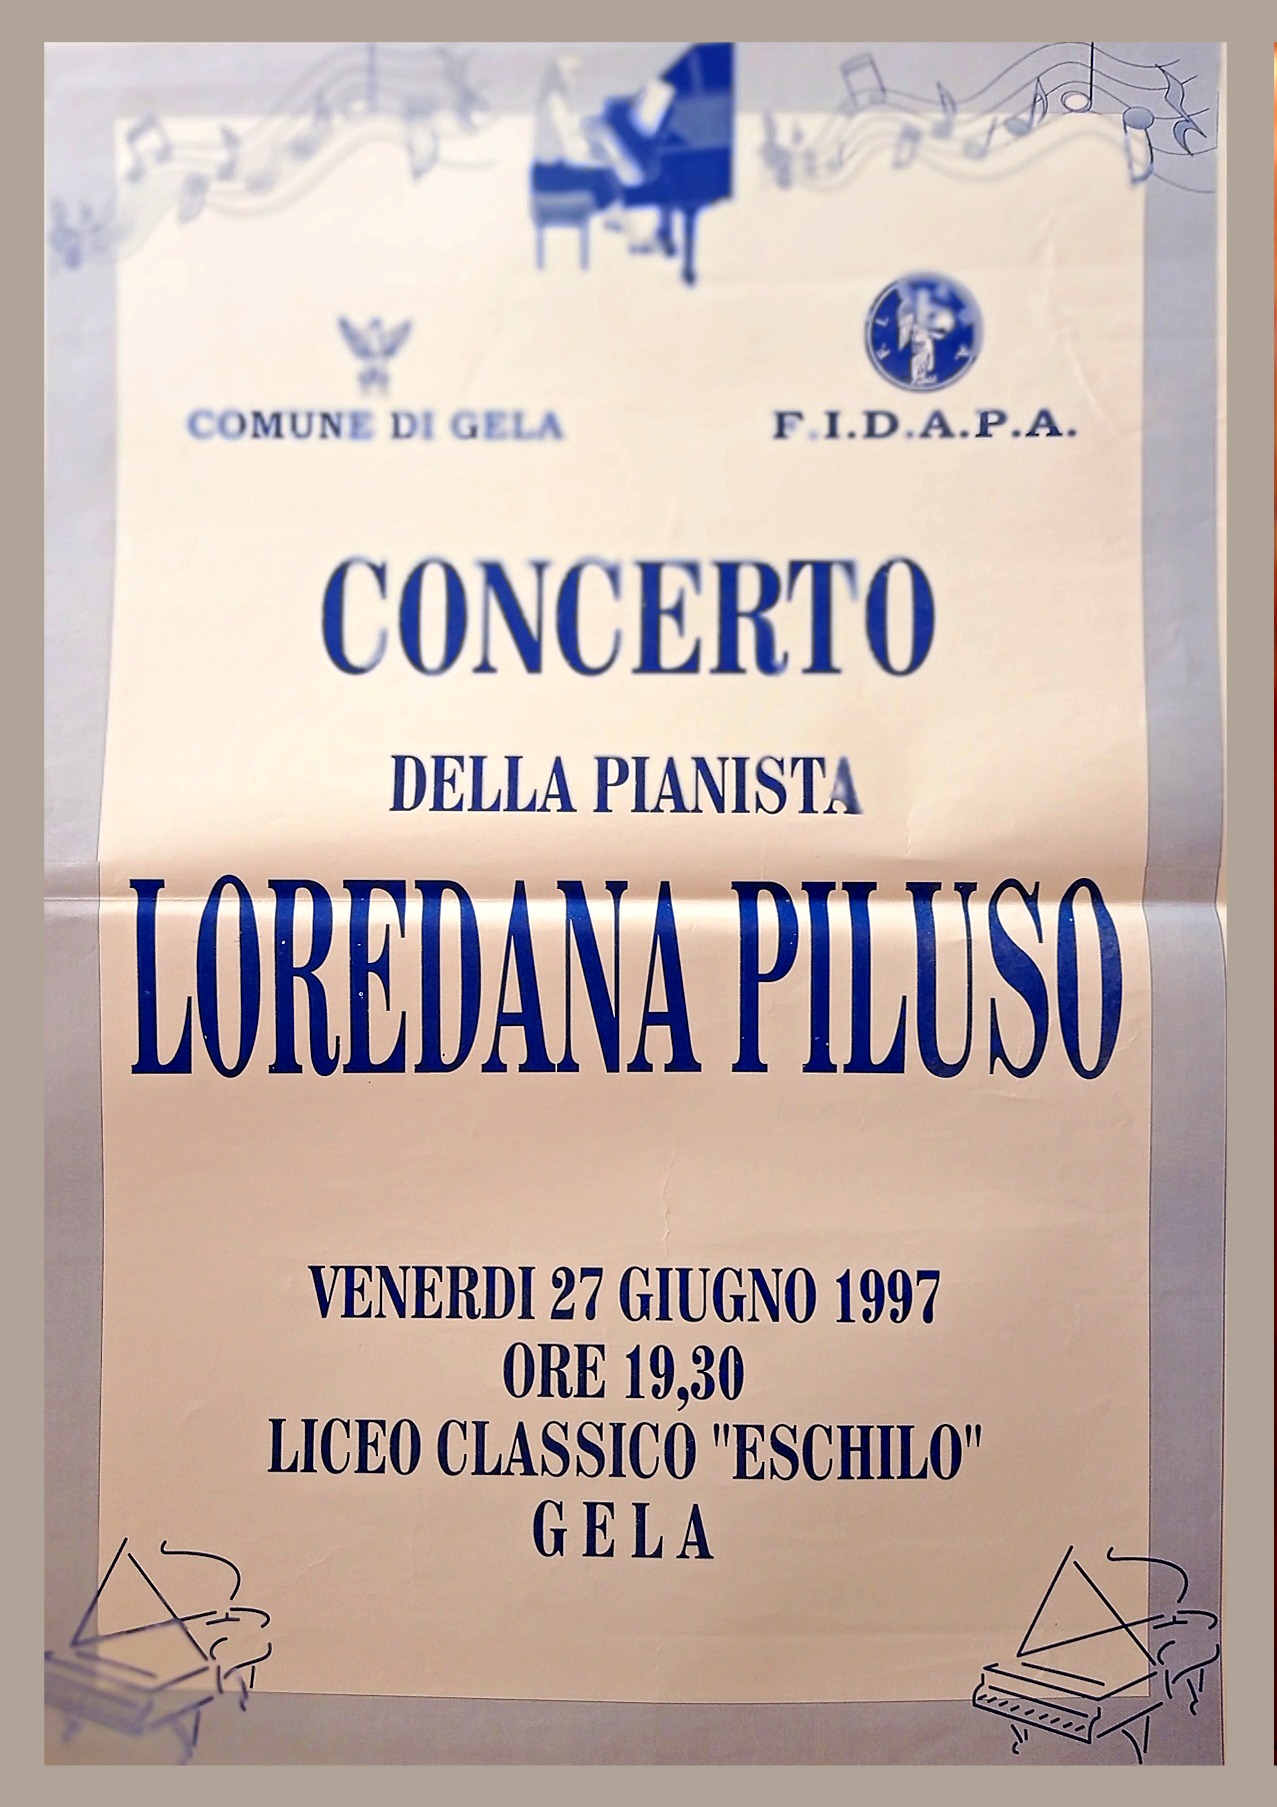 COMUNE DI GELA
F.I.D.A.P.A.
CONCERTO
DELLA PIANISTA
LOREDANA PILUSO
VENERDI 27 GIUGNO 1997
ORE 19,30
LICEO CLASSICO "ESCHILO"
GELA